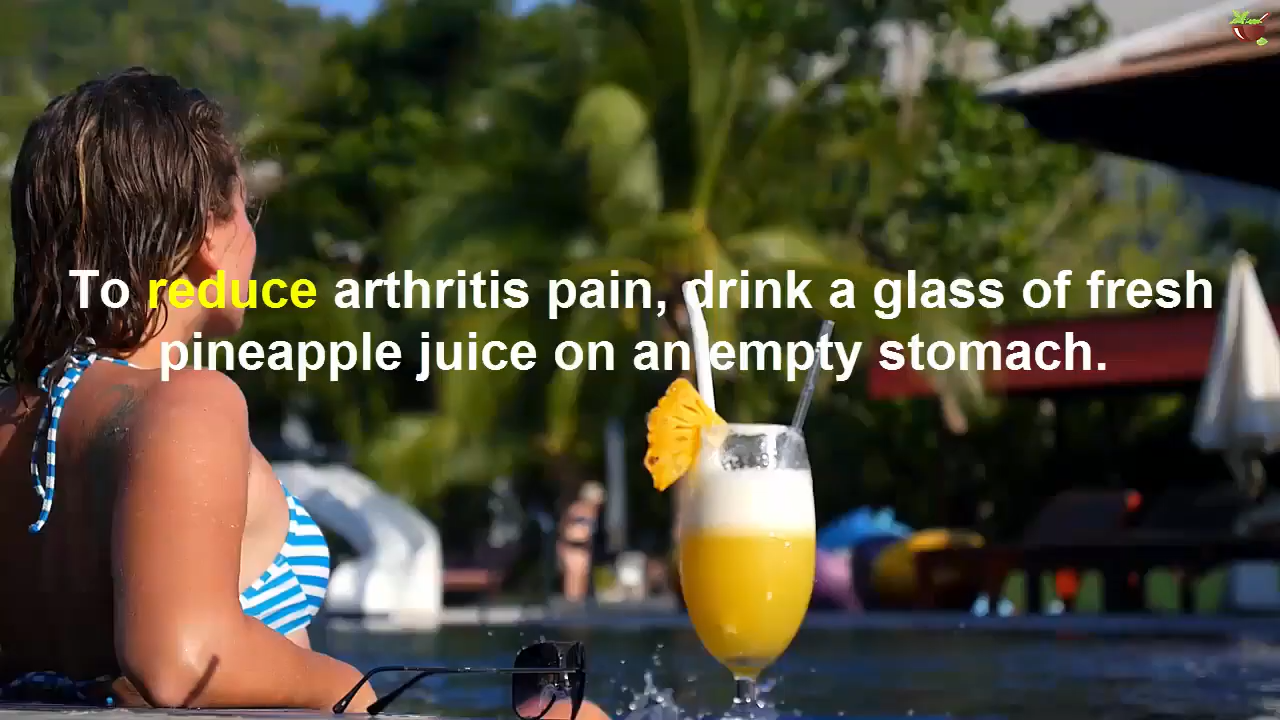 To reduce arthritis pain, drink a glass of fresh
pineapple juice on an empty stomach.